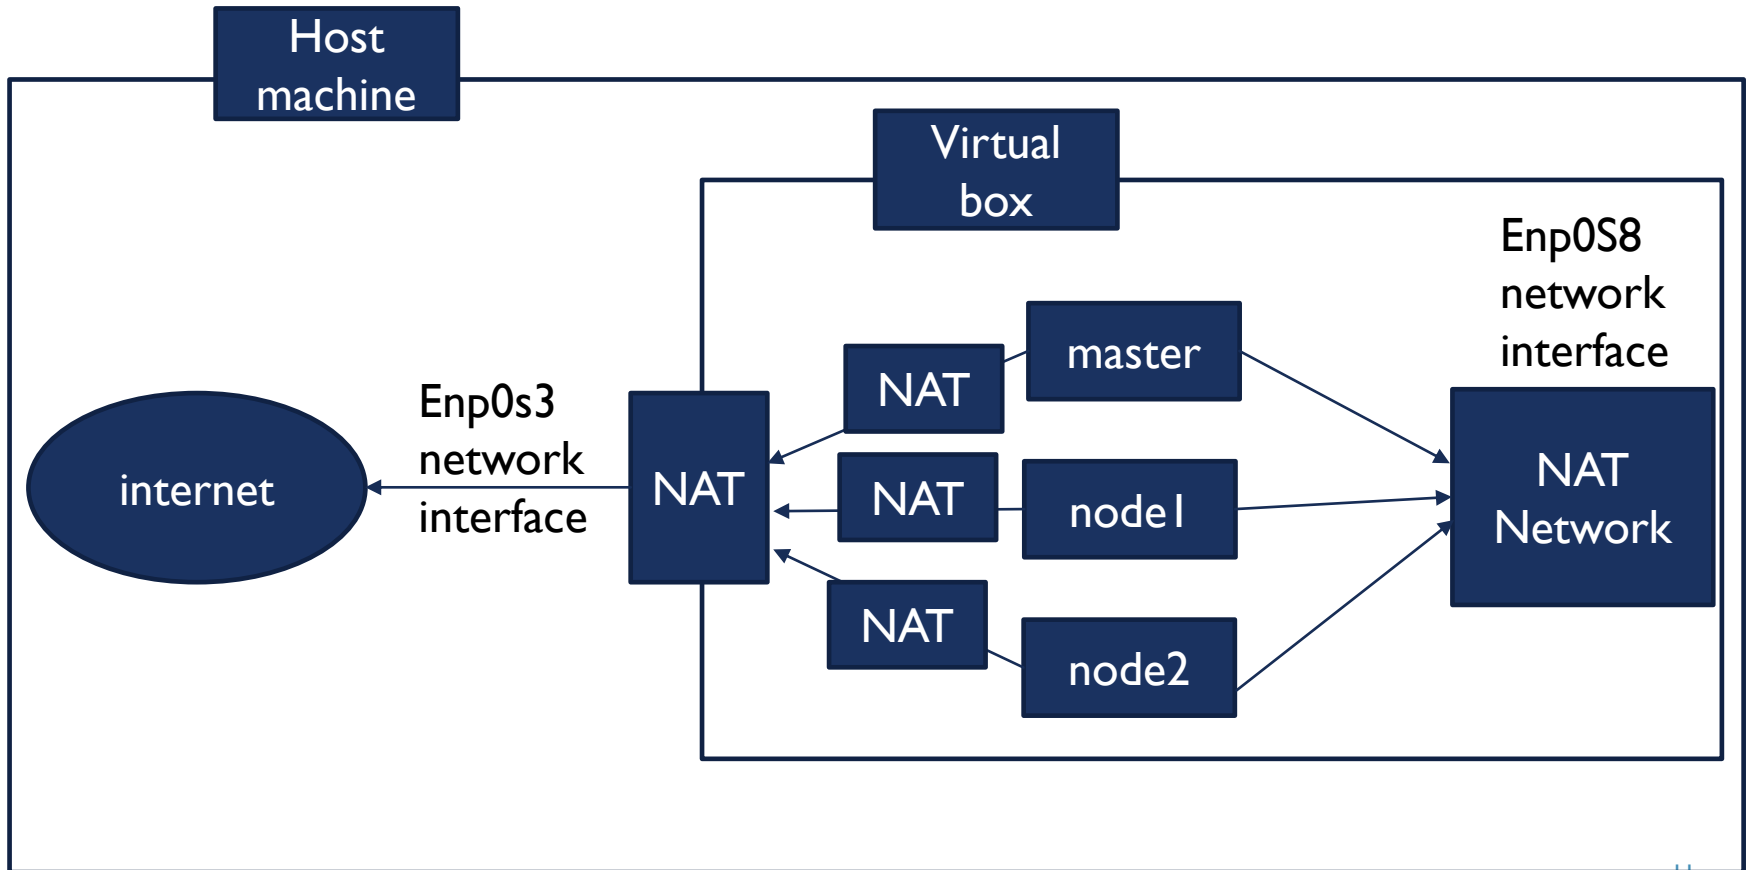 Host
machine
Virtual
box
Enp0S8
network
interface
master
NAT
Enp0s3
network
interface
internet
NAT
NAT
node1
NAT
Network
NAT
node2